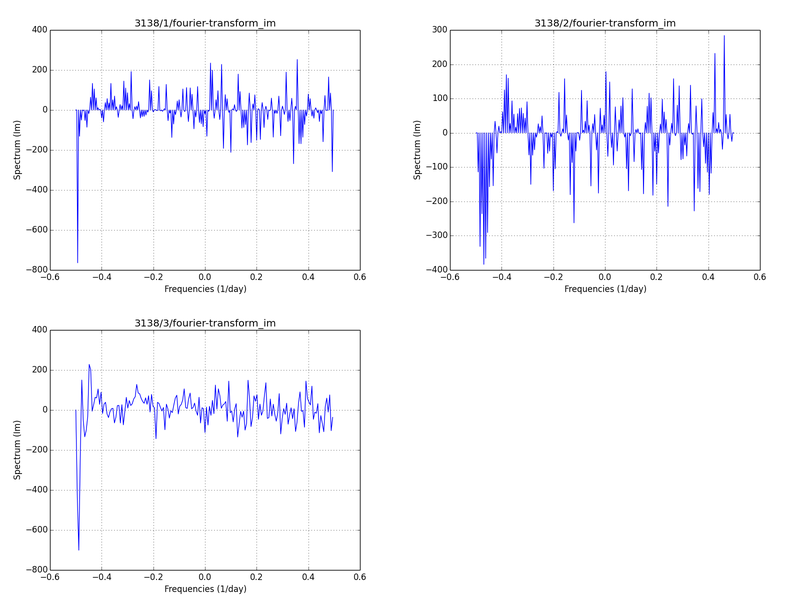 3138/1/fourier-transform_im
400
200
0
−200
−400
−600
−800
Spectrum (Im)
−0.6 −0.4 −0.2 0.0 0.2 0.4 0.6
Frequencies (1/day)
3138/2/fourier-transform_im
300
200
100
0
−100
−200
−300
−400
Spectrum (Im)
−0.6 −0.4 −0.2 0.0 0.2 0.4 0.6
Frequencies (1/day)
3138/3/fourier-transform_im
400
200
0
−200
−400
−600
−800
Spectrum (Im)
−0.6 −0.4 −0.2 0.0 0.2 0.4 0.6
Frequencies (1/day)